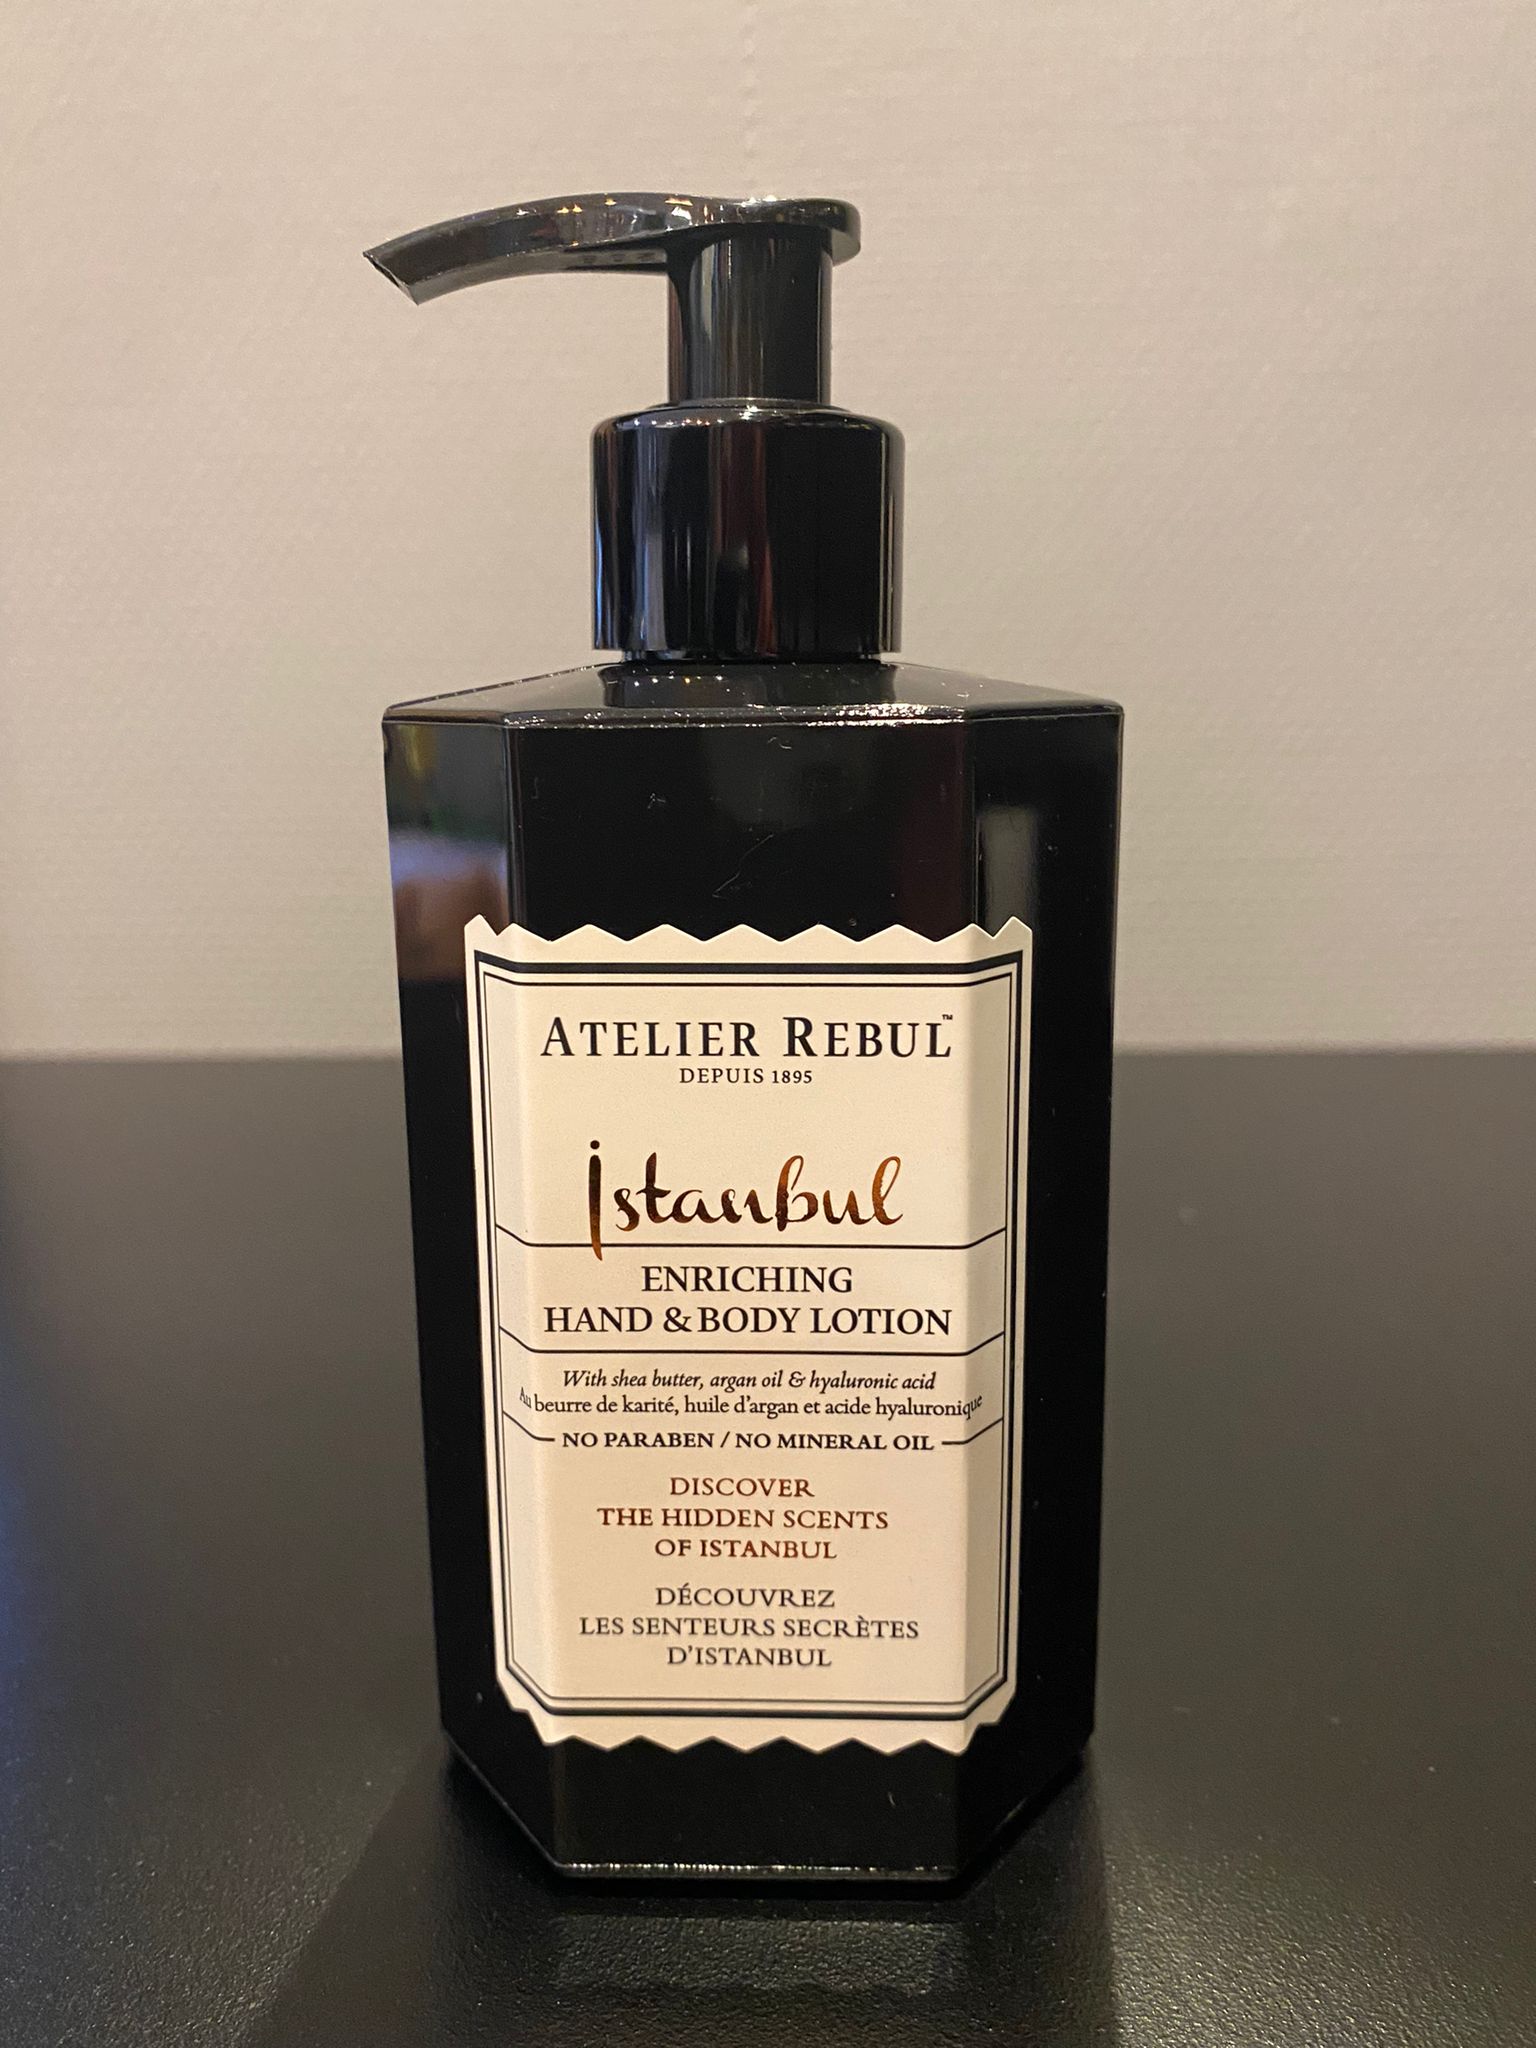 ATELIER REBUL™
DEPUIS 1895
İstanbul
ENRICHING
HAND & BODY LOTION
With shea butter, argan oil & hyaluronic acid
Au beurre de karité, huile d'argan et acide hyaluronique
NO PARABEN / NO MINERAL OIL
DISCOVER
THE HIDDEN SCENTS
OF ISTANBUL
DÉCOUVREZ
LES SENTEURS SECRÈTES
D'ISTANBUL